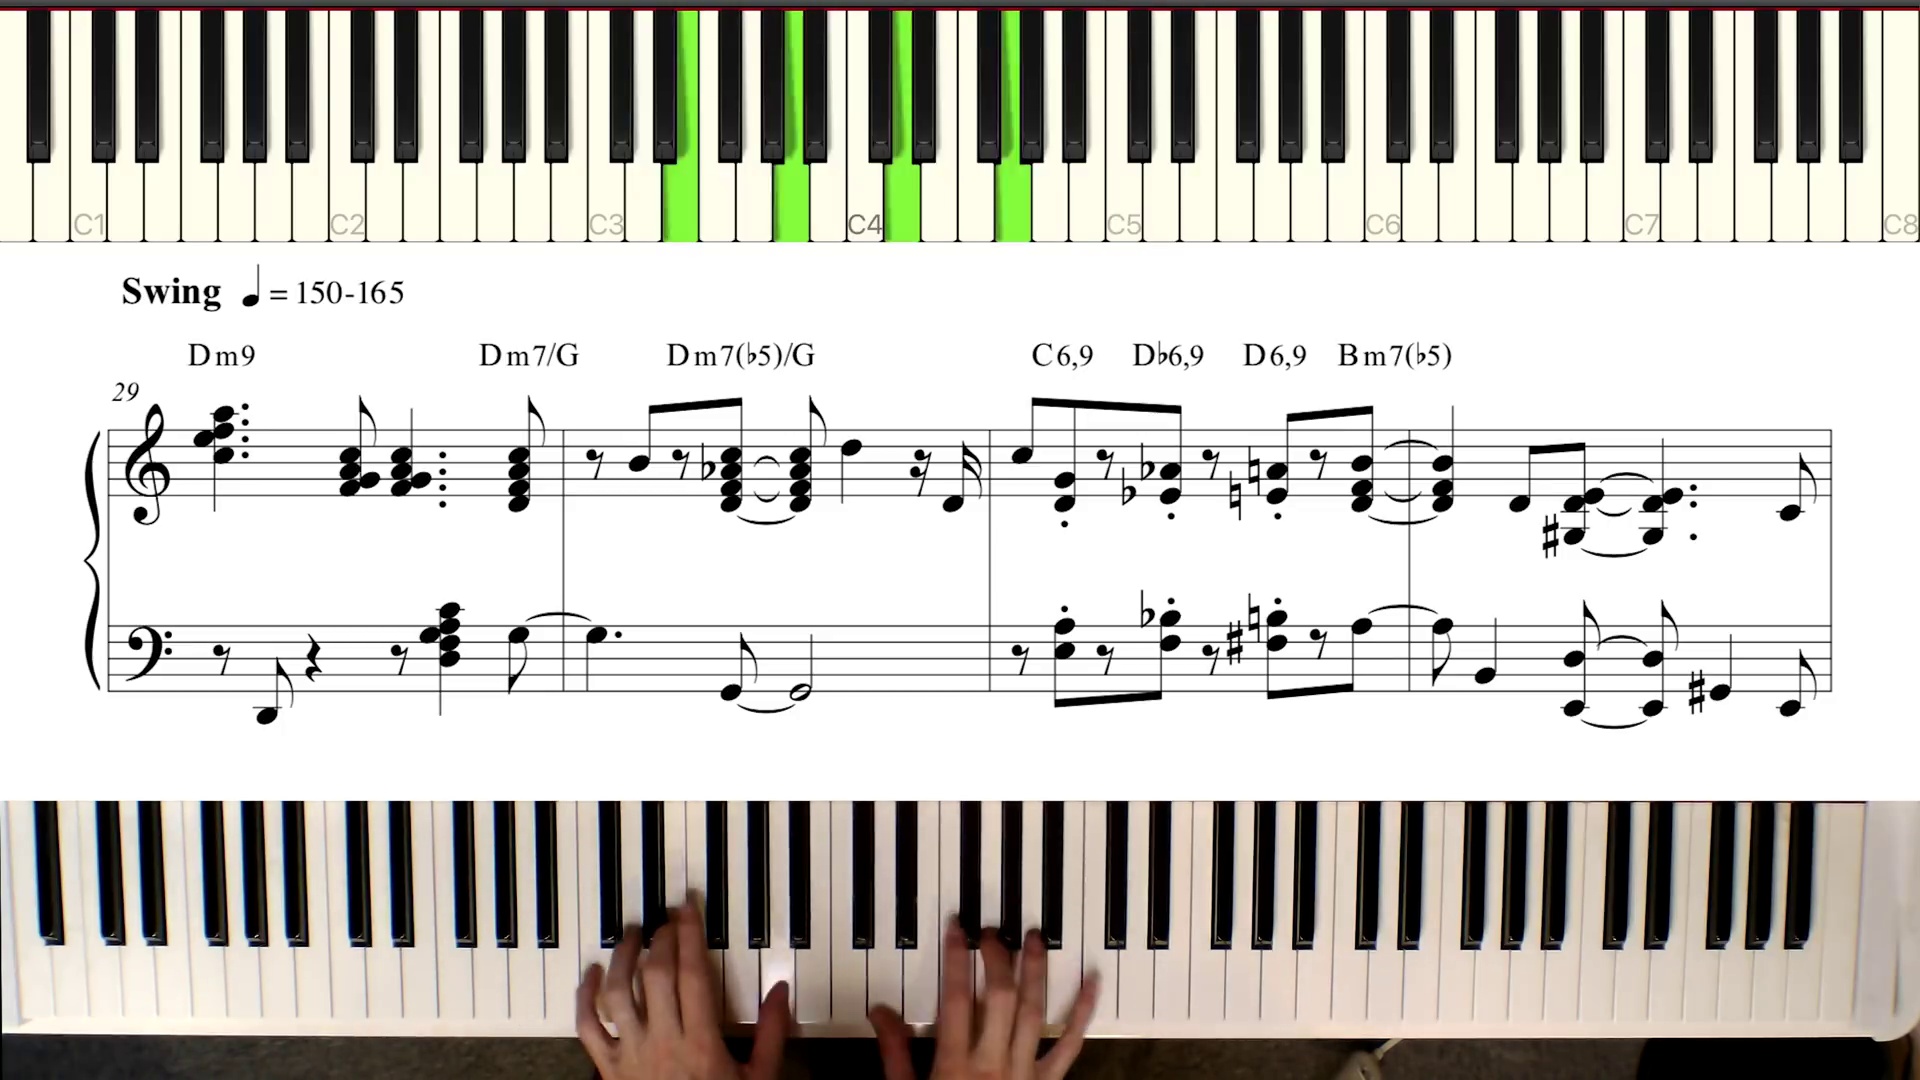 C1 C2 C3 C4 C5 C6 C7 C8
Swing ♩ = 150-165
Dm9 Dm7/G Dm7(♭5)/G C6,9 D♭6,9 D6,9 Bm7(♭5)
29